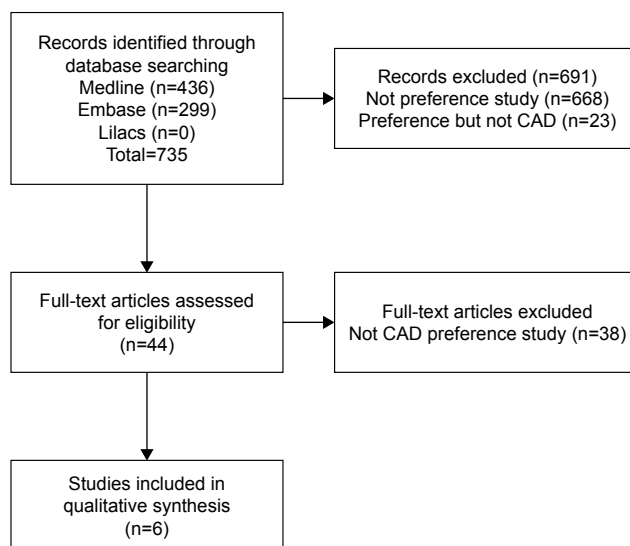 Records identified through
database searching
Medline (n=436)
Embase (n=299)
Lilacs (n=0)
Total=735
Records excluded (n=691)
Not preference study (n=668)
Preference but not CAD (n=23)
Full-text articles assessed
for eligibility
(n=44)
Full-text articles excluded
Not CAD preference study (n=38)
Studies included in
qualitative synthesis
(n=6)